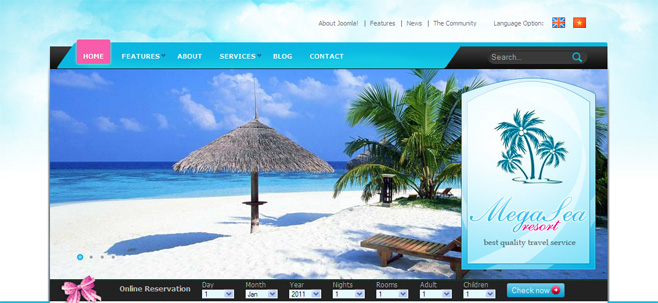 About Joomla! | Features | News | The Community Language Option:
HOME FEATURES ABOUT SERVICES BLOG CONTACT Search...
MegaSea
resort
best quality travel service
Online Reservation
Day Month Year Nights Rooms Adult Children
1 Jan 2011 1 1 1 1 Check now